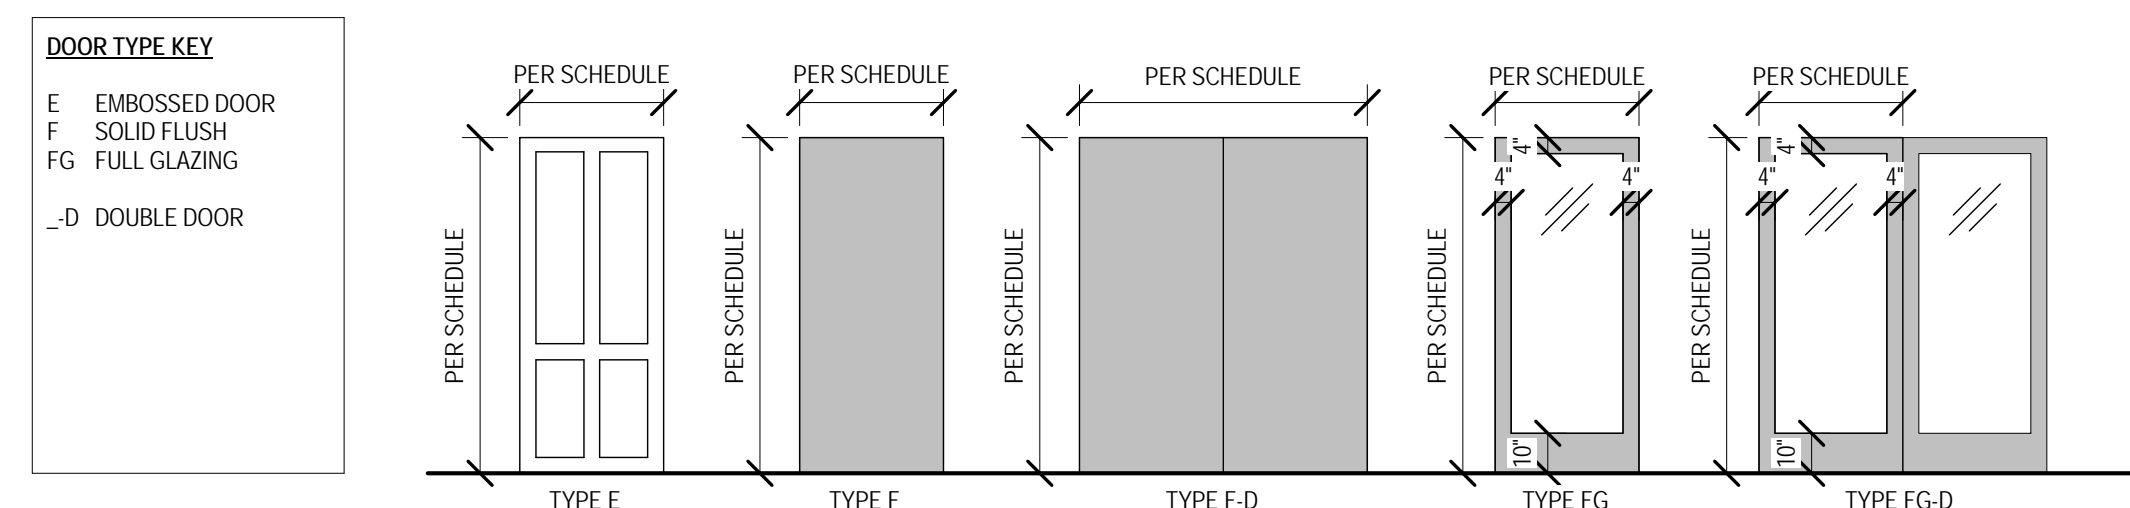 DOOR TYPE KEY
E EMBOSSED DOOR
F SOLID FLUSH
FG FULL GLAZING
_-D DOUBLE DOOR
PER SCHEDULE
PER SCHEDULE
TYPE E
PER SCHEDULE
PER SCHEDULE
TYPE F
PER SCHEDULE
PER SCHEDULE
TYPE F-D
PER SCHEDULE
4"
4"
4"
PER SCHEDULE
10"
TYPE FG
PER SCHEDULE
4"
4"
4"
PER SCHEDULE
10"
TYPE FG-D